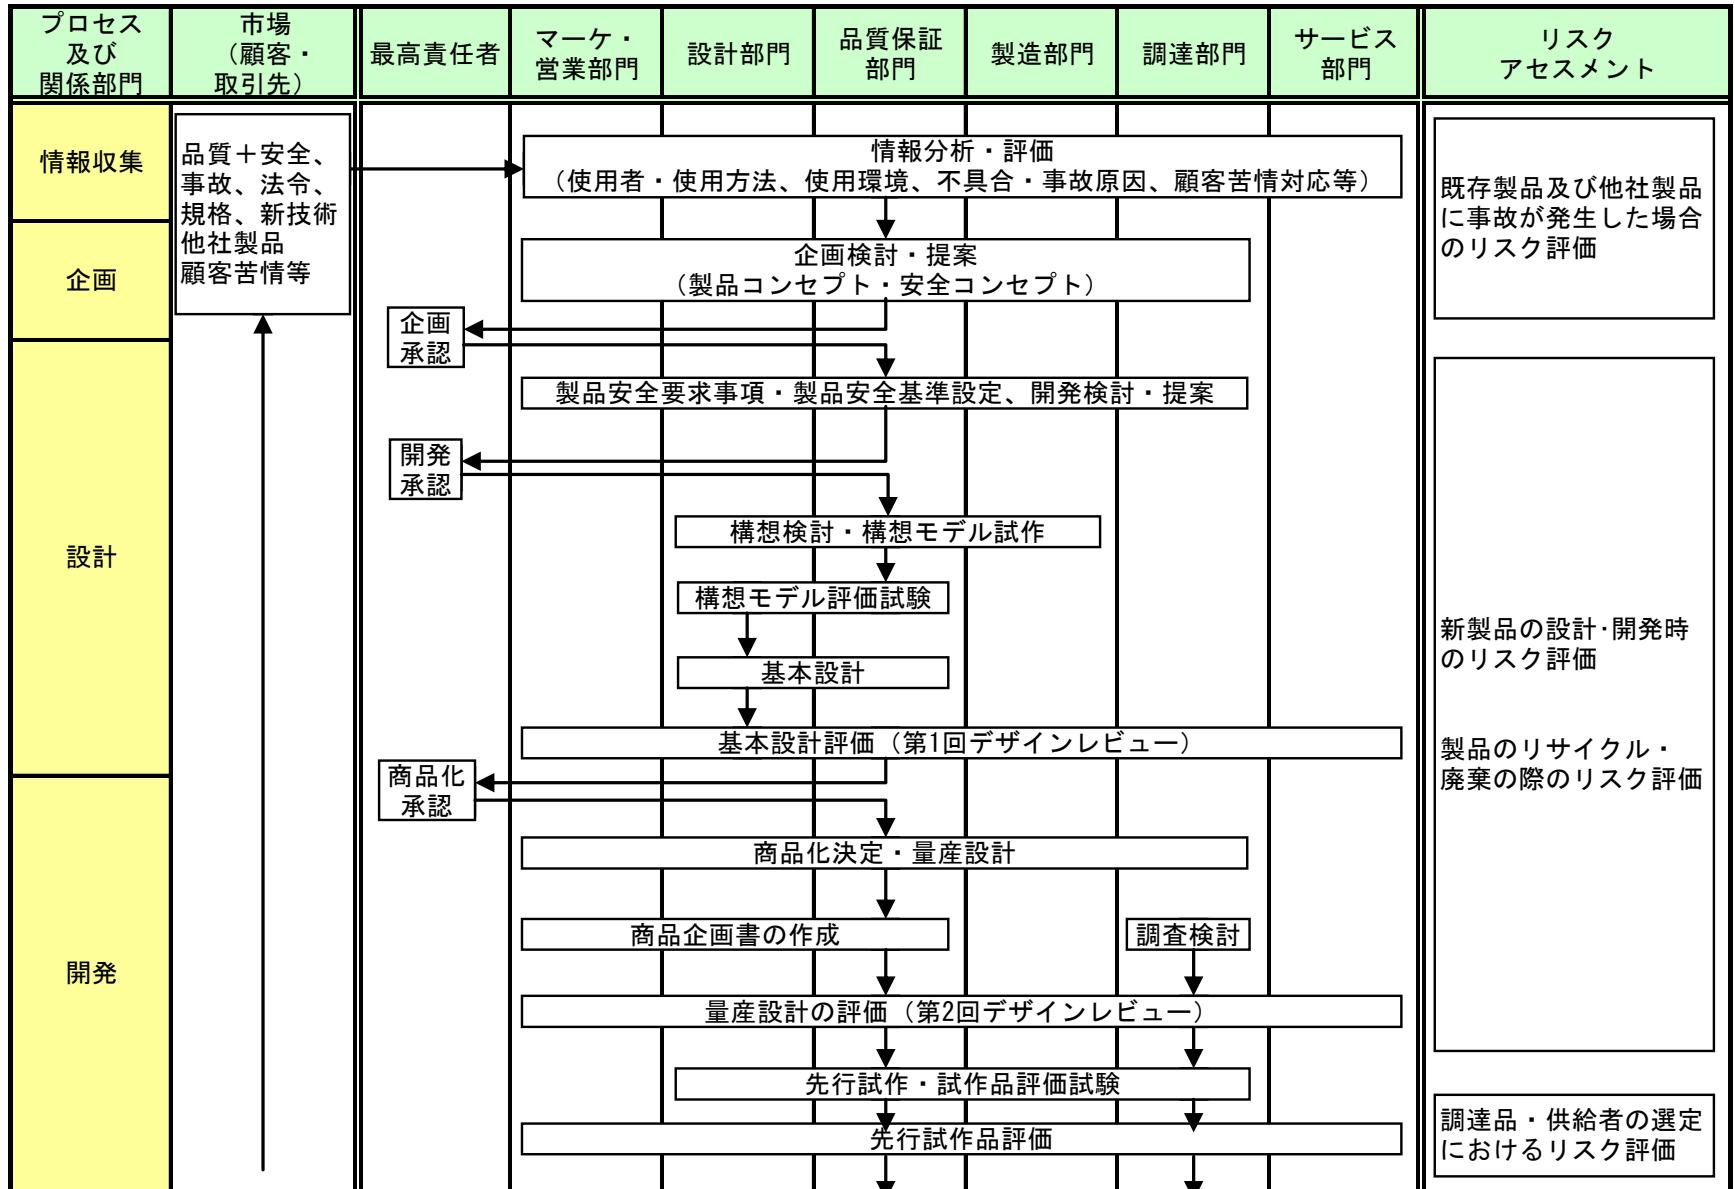 プロセス
及び
関係部門
市場
（顧客・
取引先）
最高責任者
マーケ・
営業部門
設計部門
品質保証
部門
製造部門
調達部門
サービス
部門
リスク
アセスメント
情報収集
企画
設計
開発
品質＋安全、
事故、法令、
規格、新技術
他社製品
顧客苦情等
情報分析・評価
（使用者・使用方法、使用環境、不具合・事故原因、顧客苦情対応等）
企画検討・提案
（製品コンセプト・安全コンセプト）
企画
承認
製品安全要求事項・製品安全基準設定、開発検討・提案
開発
承認
構想検討・構想モデル試作
構想モデル評価試験
基本設計
基本設計評価（第1回デザインレビュー）
商品化
承認
商品化決定・量産設計
商品企画書の作成
調査検討
量産設計の評価（第2回デザインレビュー）
先行試作・試作品評価試験
先行試作品評価
既存製品及び他社製品
に事故が発生した場合
のリスク評価
新製品の設計･開発時
のリスク評価
製品のリサイクル・
廃棄の際のリスク評価
調達品・供給者の選定
におけるリスク評価